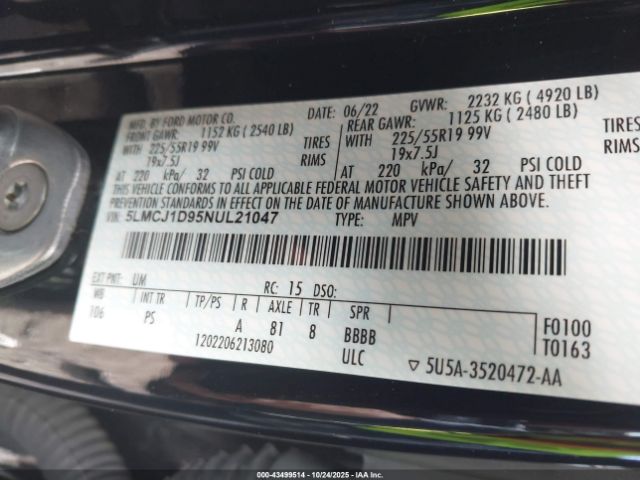 MFG. BY FORD MOTOR CO.
DATE: 06/22 GVWR: 2232 KG ( 4920 LB)
FRONT GAWR: 1152 KG ( 2540 LB) REAR GAWR: 1125 KG ( 2480 LB)
WITH 225/55R19 99V TIRES WITH 225/55R19 99V TIRES
19x7.5J RIMS 19x7.5J RIMS
AT 220 kPa/ 32 PSI COLD AT 220 kPa/ 32 PSI COLD
THIS VEHICLE CONFORMS TO ALL APPLICABLE FEDERAL MOTOR VEHICLE SAFETY AND THEFT
PREVENTION STANDARDS IN EFFECT ON THE DATE OF MANUFACTURE SHOWN ABOVE.
VIN: 5LMCJ1D95NUL21047 TYPE: MPV
EXT PNT: UM RC: 15 DSO:
WB INT TR TP/PS R AXLE TR SPR
106 PS A 81 8 BBBB F0100
1202206213080 ULC T0163
▽ 5U5A-3520472-AA
000-43499514 - 10/24/2025 - IAA